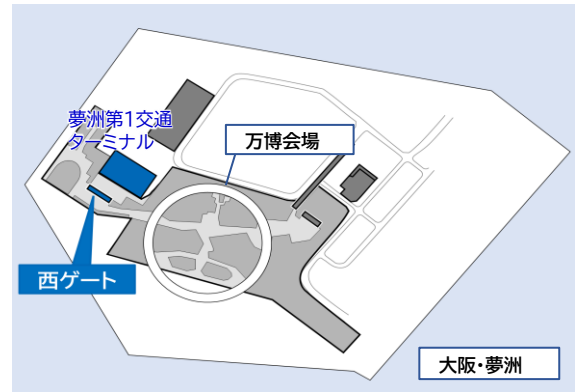 夢洲第1交通
ターミナル
万博会場
西ゲート
大阪・夢洲